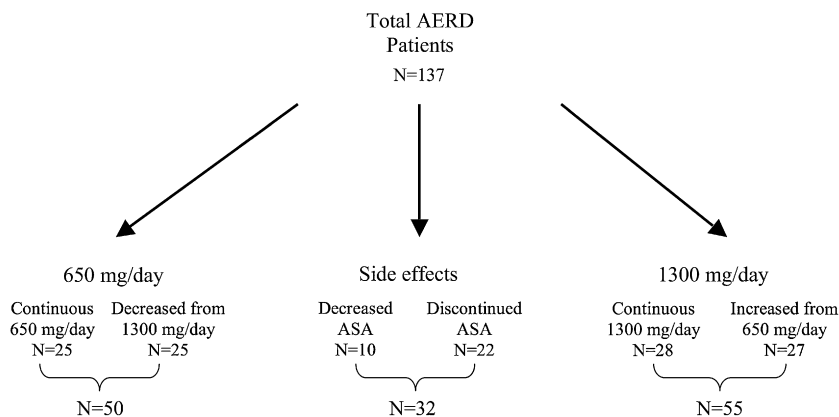 Total AERD
Patients
N=137
650 mg/day
Side effects
1300 mg/day
Continuous
650 mg/day
N=25
Decreased from
1300 mg/day
N=25
Decreased
ASA
N=10
Discontinued
ASA
N=22
Continuous
1300 mg/day
N=28
Increased from
650 mg/day
N=27
N=50
N=32
N=55